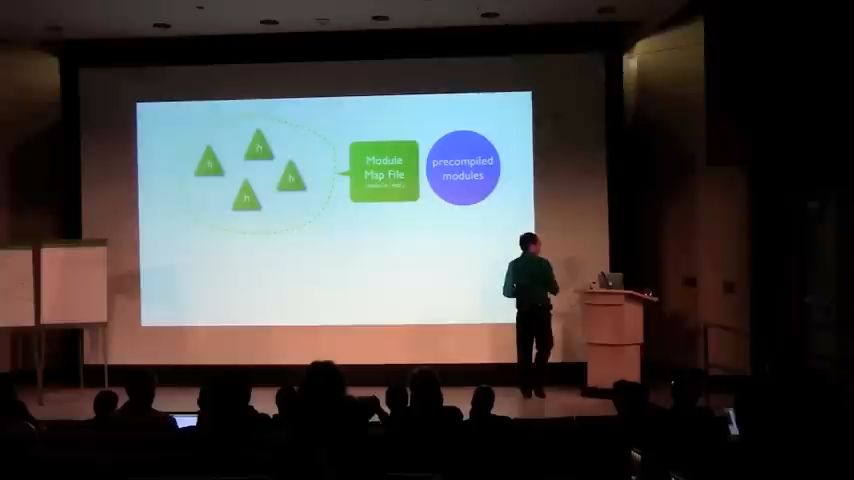 h
h
h
h
Module
Map File
precompiled
modules